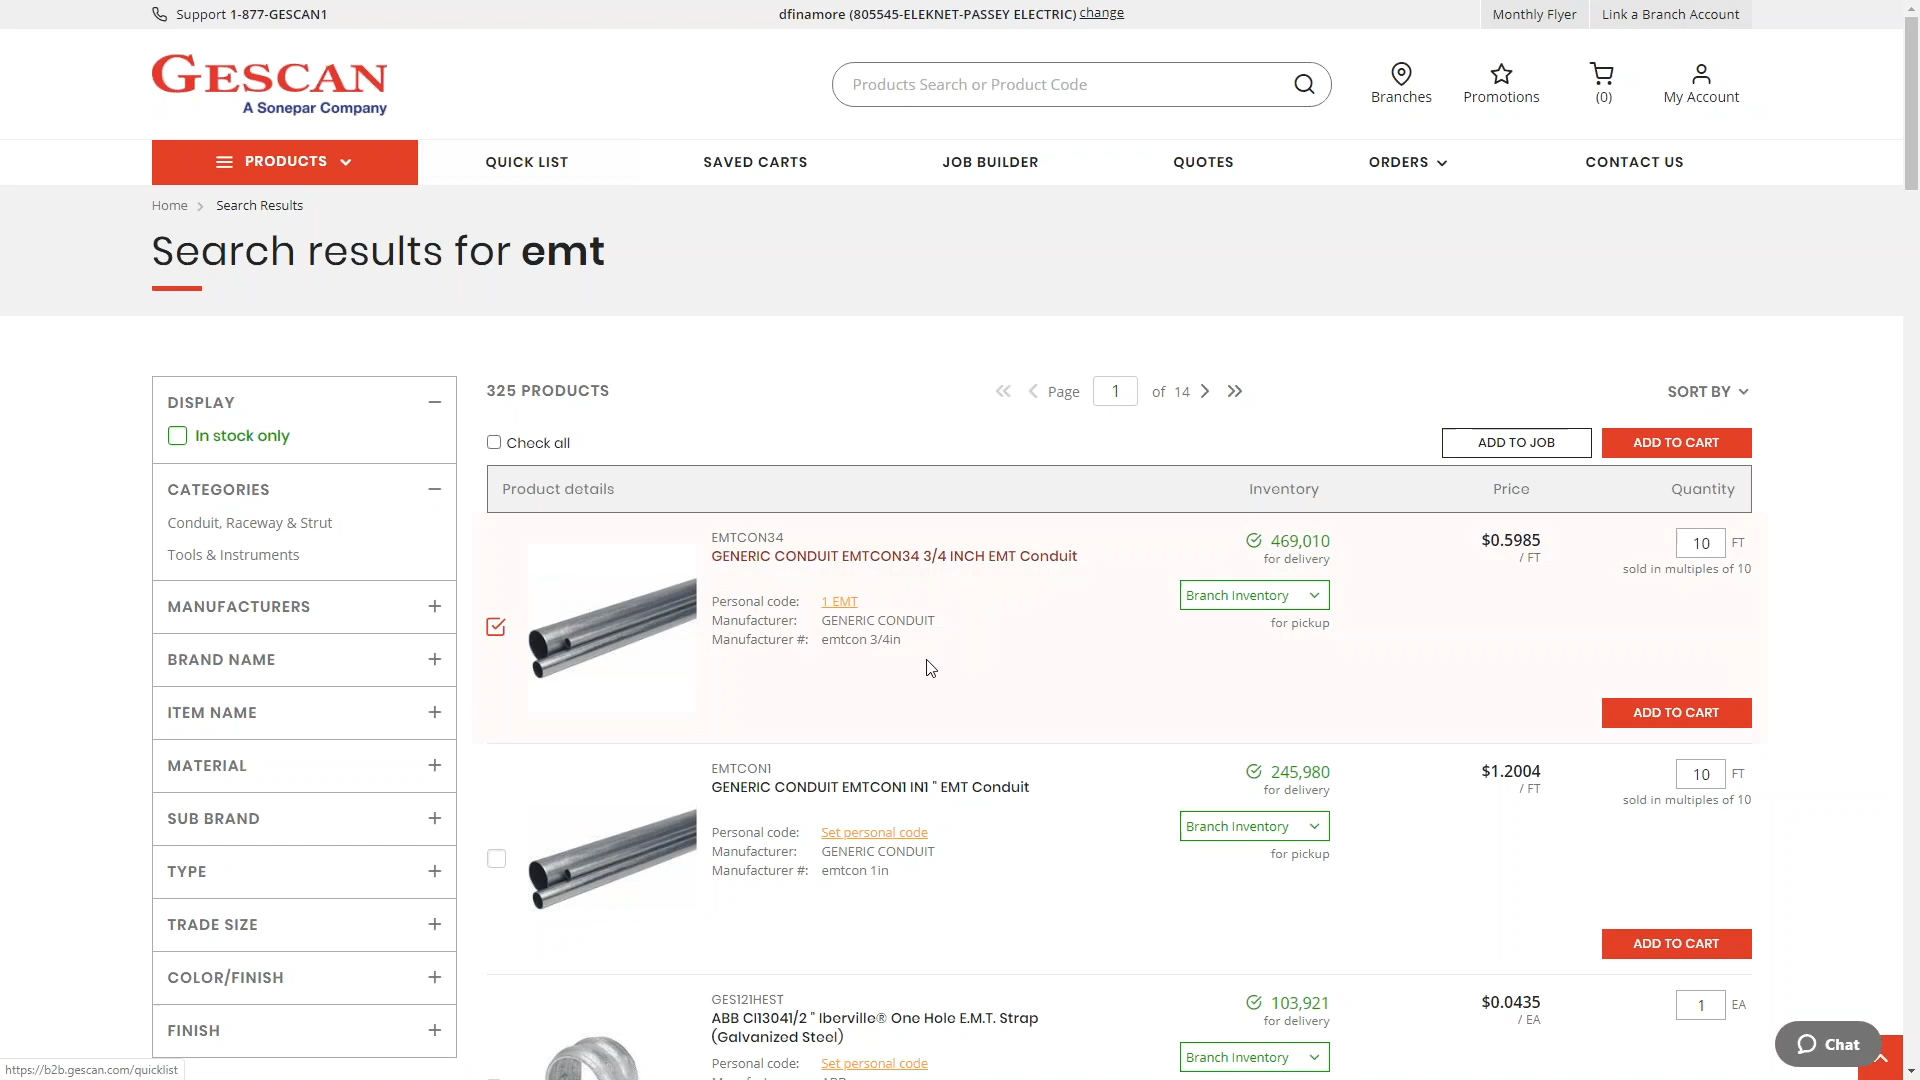 Support 1-877-GESCAN1
dfinamore (805545-ELEKNET-PASSEY ELECTRIC) change
Monthly Flyer
Link a Branch Account
GESCAN
A Sonepar Company
Products Search or Product Code
Branches
Promotions
(0)
My Account
PRODUCTS
QUICK LIST
SAVED CARTS
JOB BUILDER
QUOTES
ORDERS
CONTACT US
Home > Search Results
Search results for emt
DISPLAY
In stock only
CATEGORIES
Conduit, Raceway & Strut
Tools & Instruments
MANUFACTURERS
BRAND NAME
ITEM NAME
MATERIAL
SUB BRAND
TYPE
TRADE SIZE
COLOR/FINISH
FINISH
325 PRODUCTS
Page 1 of 14
SORT BY
Check all
ADD TO JOB
ADD TO CART
Product details
Inventory
Price
Quantity
EMTCON34
GENERIC CONDUIT EMTCON34 3/4 INCH EMT Conduit
Personal code: 1 EMT
Manufacturer: GENERIC CONDUIT
Manufacturer #: emtcon 3/4in
469,010
for delivery
Branch Inventory
for pickup
$0.5985
/ FT
10 FT
sold in multiples of 10
ADD TO CART
EMTCON1
GENERIC CONDUIT EMTCON1 IN1 " EMT Conduit
Personal code: Set personal code
Manufacturer: GENERIC CONDUIT
Manufacturer #: emtcon 1in
245,980
for delivery
Branch Inventory
for pickup
$1.2004
/ FT
10 FT
sold in multiples of 10
ADD TO CART
GES121HEST
ABB CI13041/2 " Iberville® One Hole E.M.T. Strap
(Galvanized Steel)
Personal code: Set personal code
103,921
for delivery
Branch Inventory
$0.0435
/ EA
1 EA
Chat
https://b2b.gescan.com/quicklist